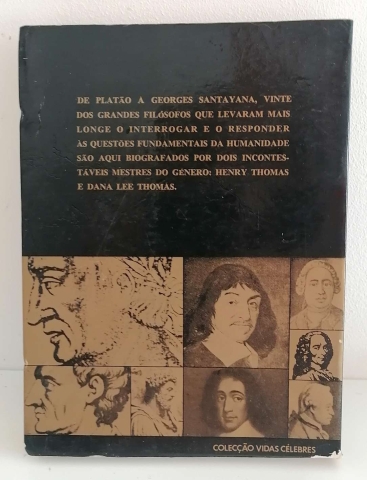 DE PLATÃO A GEORGES SANTAYANA, VINTE
DOS GRANDES FILÓSOFOS QUE LEVARAM MAIS
LONGE O INTERROGAR E O RESPONDER
ÀS QUESTÕES FUNDAMENTAIS DA HUMANIDADE
SÃO AQUI BIOGRAFADOS POR DOIS INCONTES-
TÁVEIS MESTRES DO GÉNERO: HENRY THOMAS
E DANA LEE THOMAS.
COLECÇÃO VIDAS CÉLEBRES